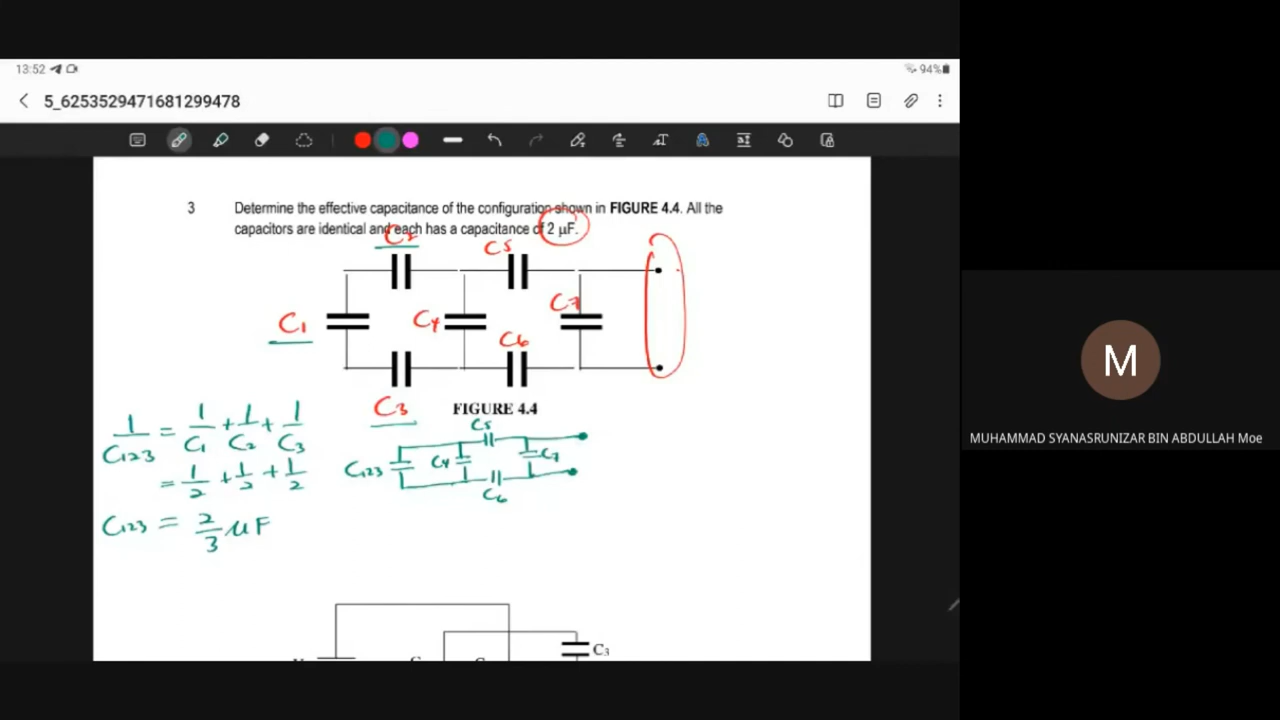 13:52
94%
5_6253529471681299478
3 Determine the effective capacitance of the configuration shown in FIGURE 4.4. All the
capacitors are identical and each has a capacitance of 2 µF.
C2
C5
C1
C4
C7
C6
C3
FIGURE 4.4
1/C123 = 1/C1 + 1/C2 + 1/C3
= 1/2 + 1/2 + 1/2
C123 = 2/3 µF
C5
C123
C4
C7
C6
C3
M
MUHAMMAD SYANASRUNIZAR BIN ABDULLAH Moe